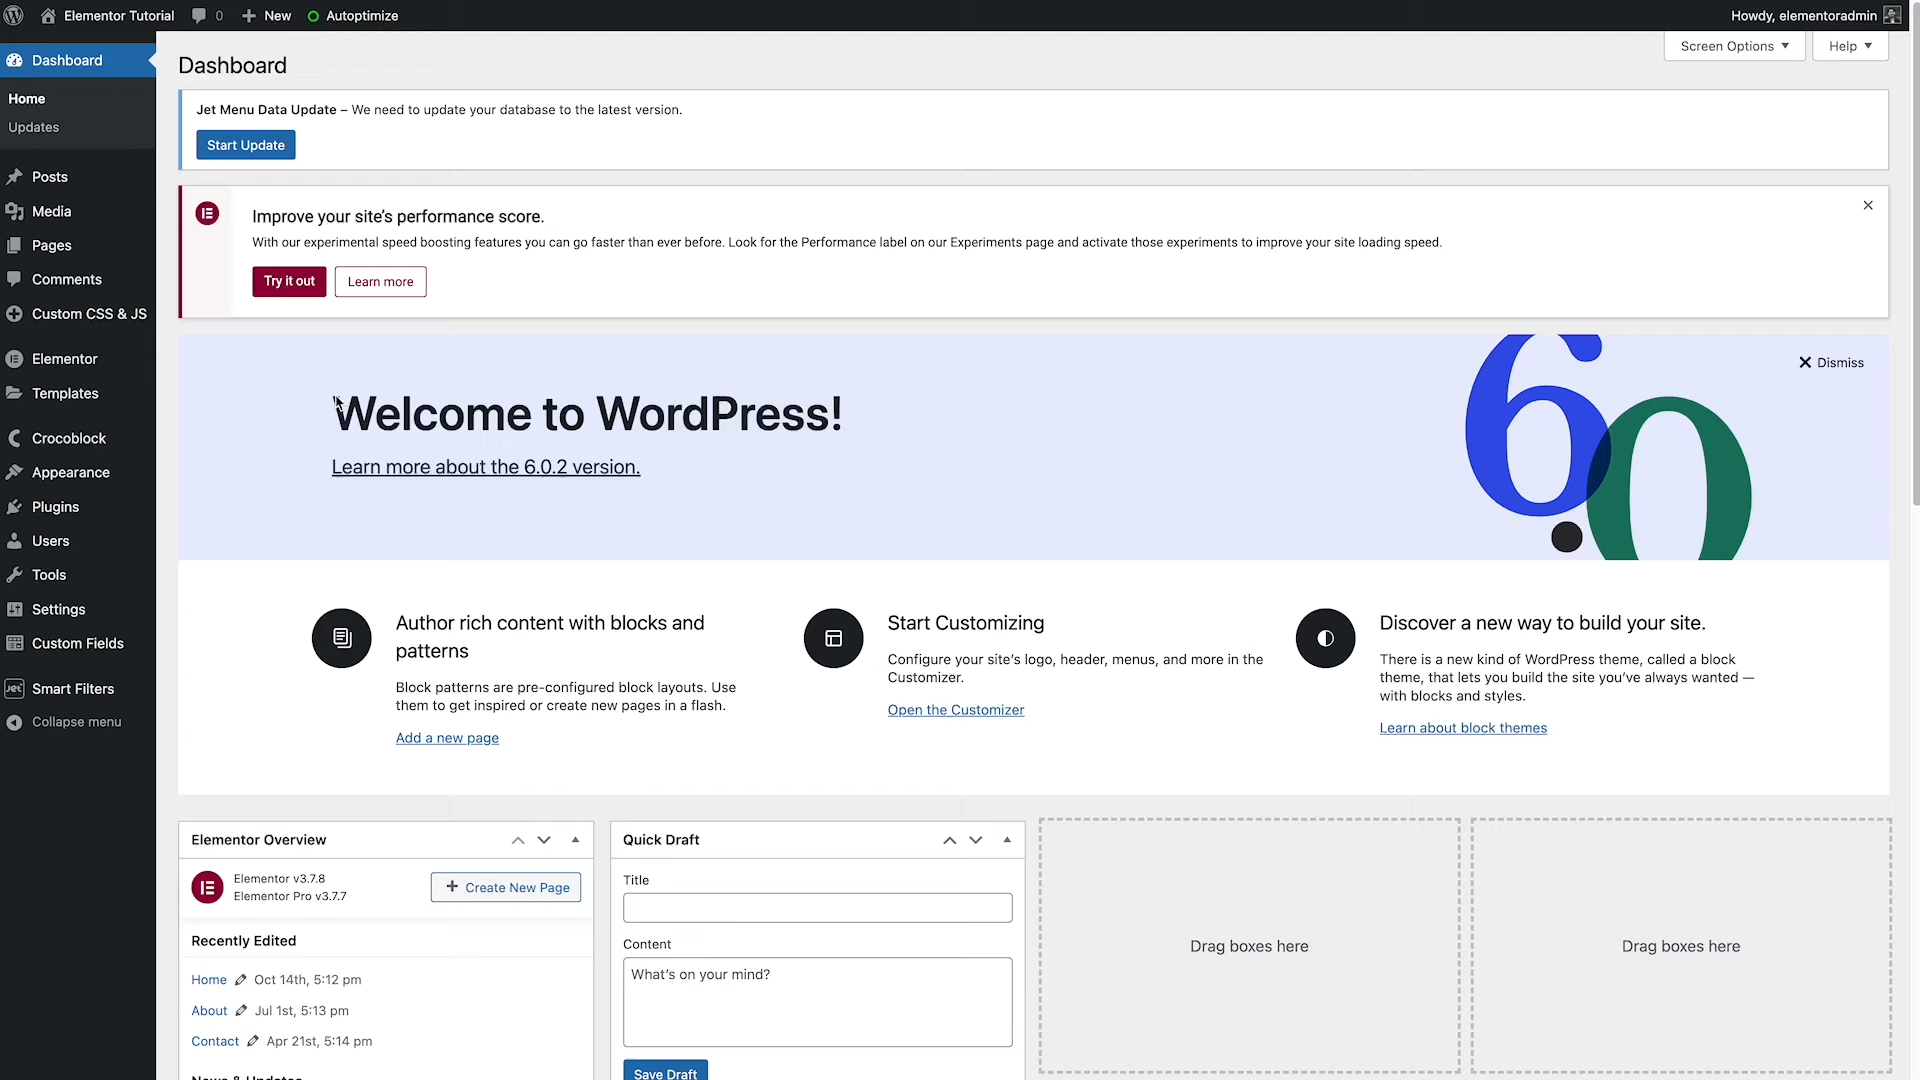 Elementor Tutorial
0
New
Autoptimize
Howdy, elementoradmin
Dashboard
Home
Updates
Posts
Media
Pages
Comments
Custom CSS & JS
Elementor
Templates
Crocoblock
Appearance
Plugins
Users
Tools
Settings
Custom Fields
Smart Filters
Collapse menu
Screen Options
Help
Dashboard
Jet Menu Data Update – We need to update your database to the latest version.
Start Update
Improve your site’s performance score.
With our experimental speed boosting features you can go faster than ever before. Look for the Performance label on our Experiments page and activate those experiments to improve your site loading speed.
Try it out
Learn more
Dismiss
Welcome to WordPress!
Learn more about the 6.0.2 version.
6.0
Author rich content with blocks and
patterns
Block patterns are pre-configured block layouts. Use
them to get inspired or create new pages in a flash.
Add a new page
Start Customizing
Configure your site’s logo, header, menus, and more in the
Customizer.
Open the Customizer
Discover a new way to build your site.
There is a new kind of WordPress theme, called a block
theme, that lets you build the site you’ve always wanted —
with blocks and styles.
Learn about block themes
Elementor Overview
Elementor v3.7.8
Elementor Pro v3.7.7
Create New Page
Recently Edited
Home Oct 14th, 5:12 pm
About Jul 1st, 5:13 pm
Contact Apr 21st, 5:14 pm
News & Updates
Quick Draft
Title
Content
What’s on your mind?
Save Draft
Drag boxes here
Drag boxes here